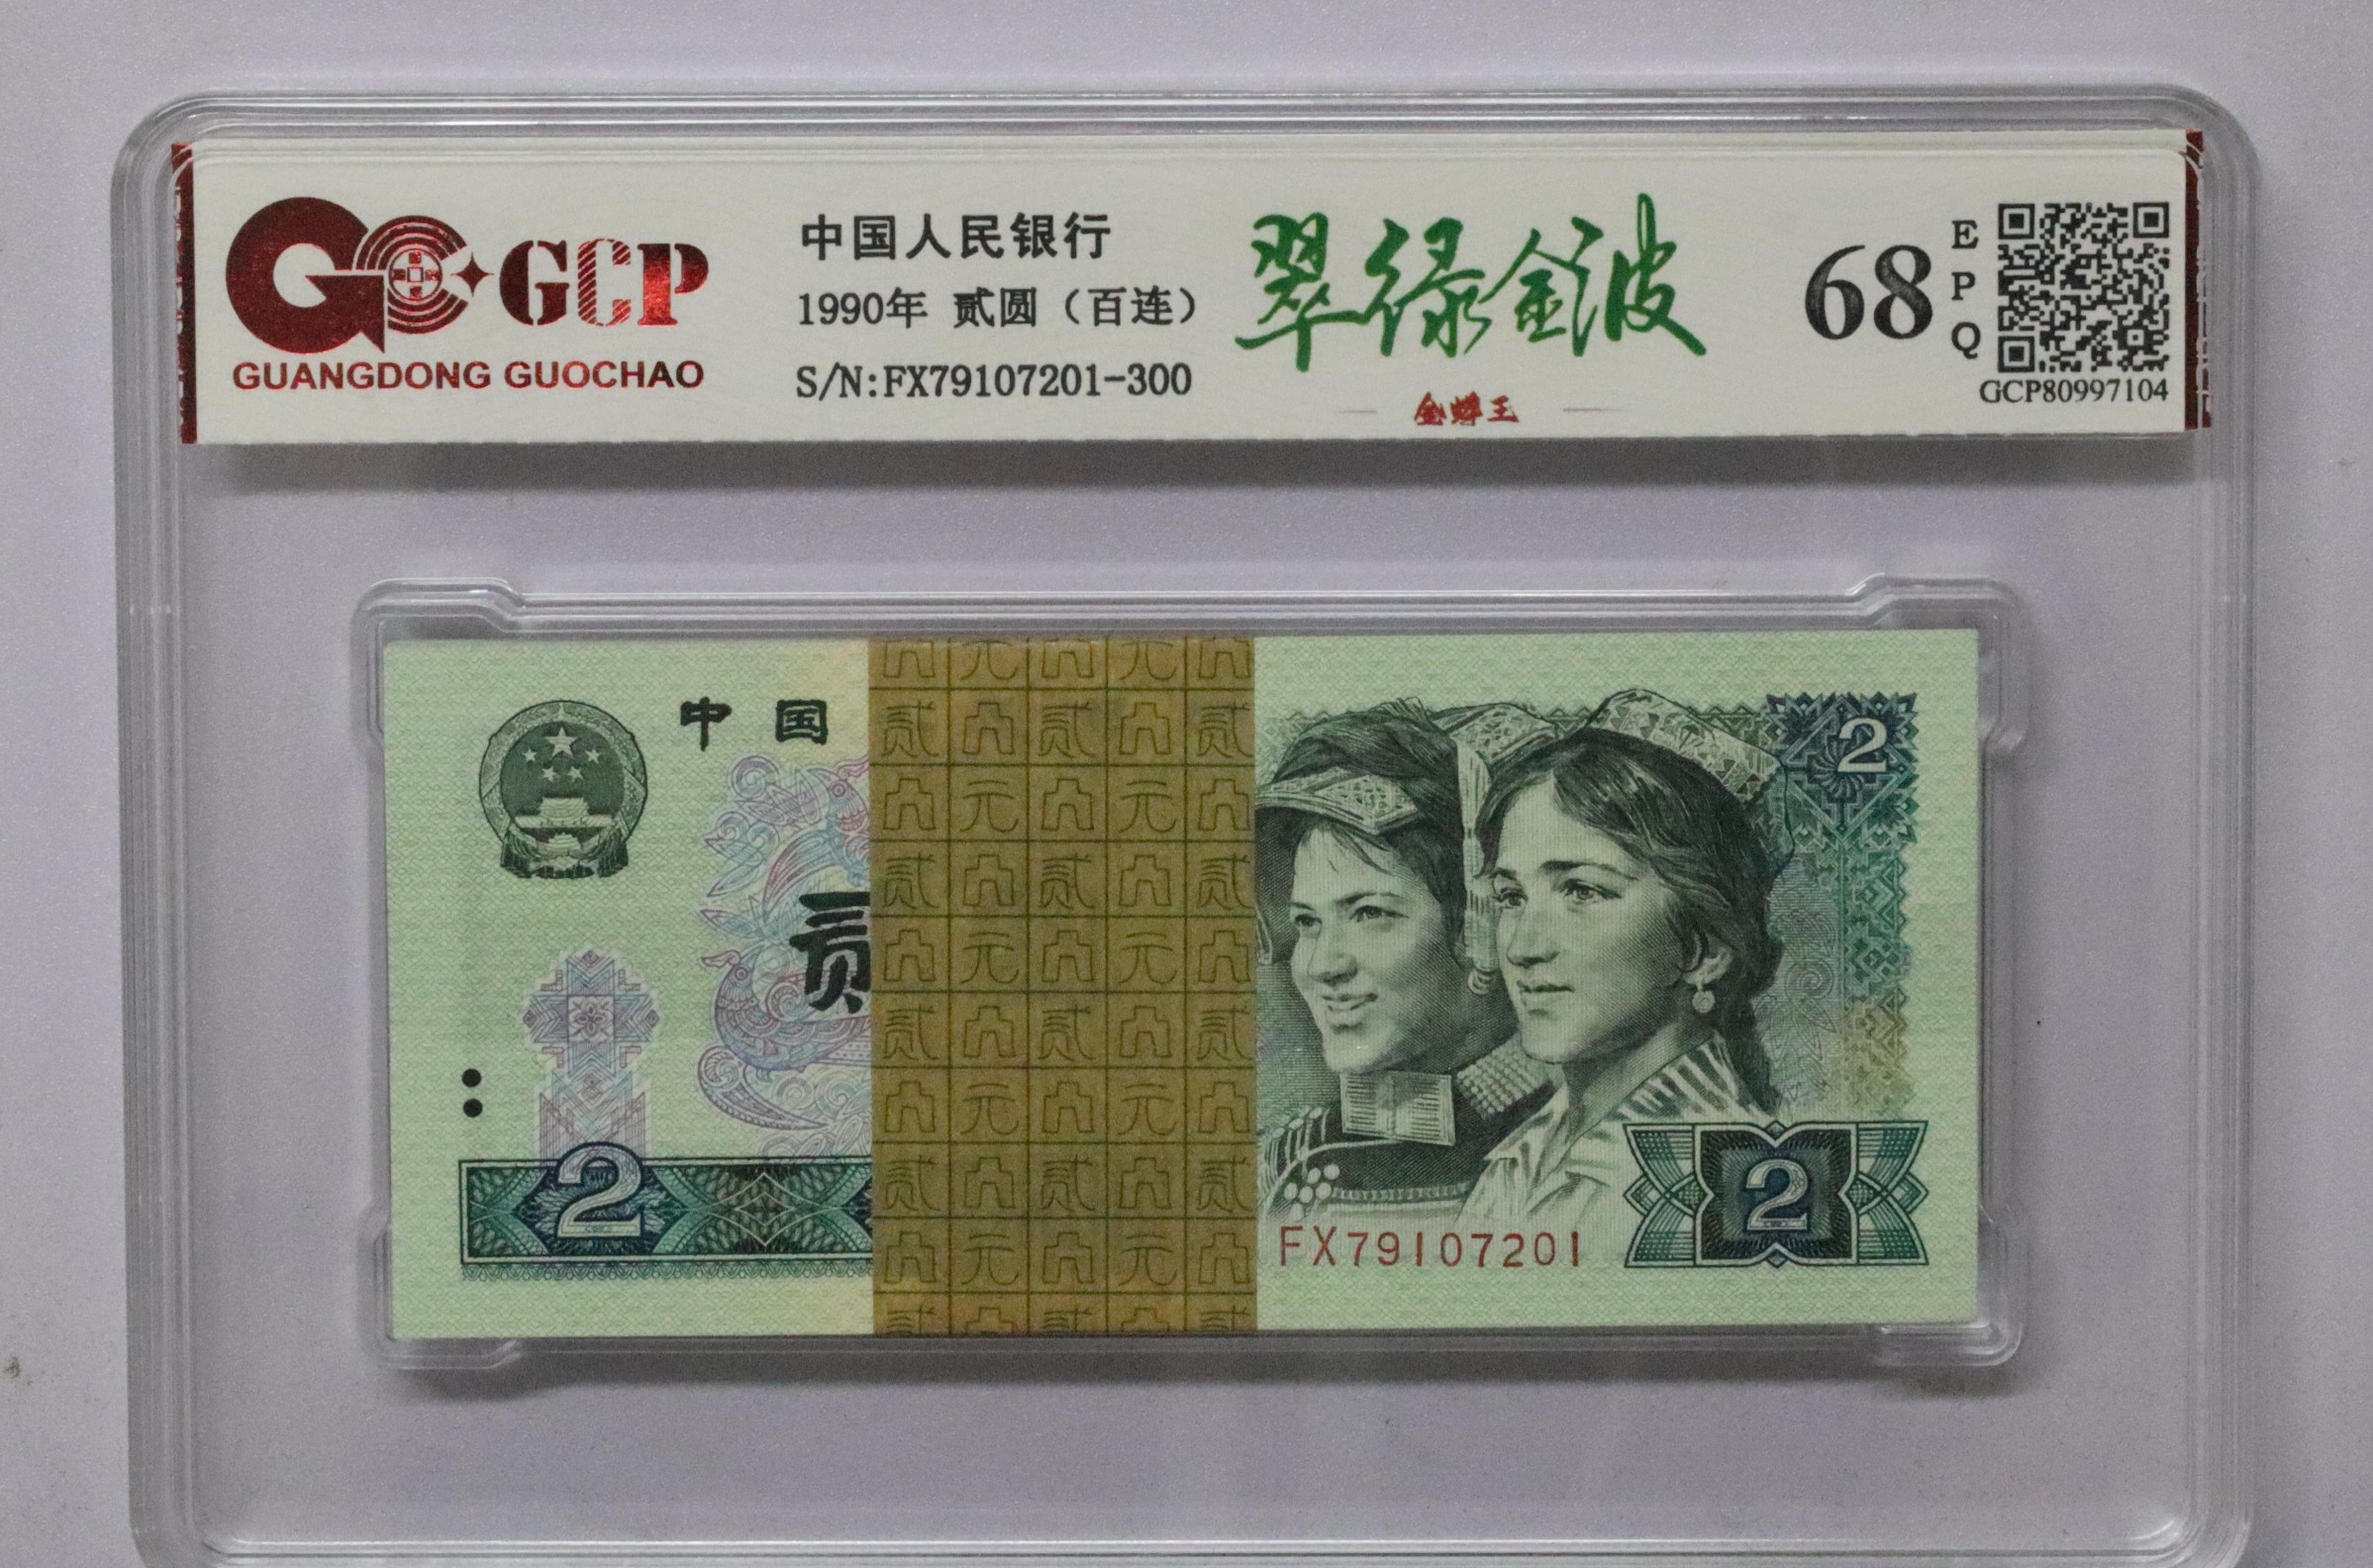 GCP
GUANGDONG GUOCHAO
中国人民银行
1990年 贰圆（百连）
S/N:FX79107201-300
翠绿金波
金蟒王
68
E
P
Q
GCP80997104
中国
2
贰
2
FX79107201
2